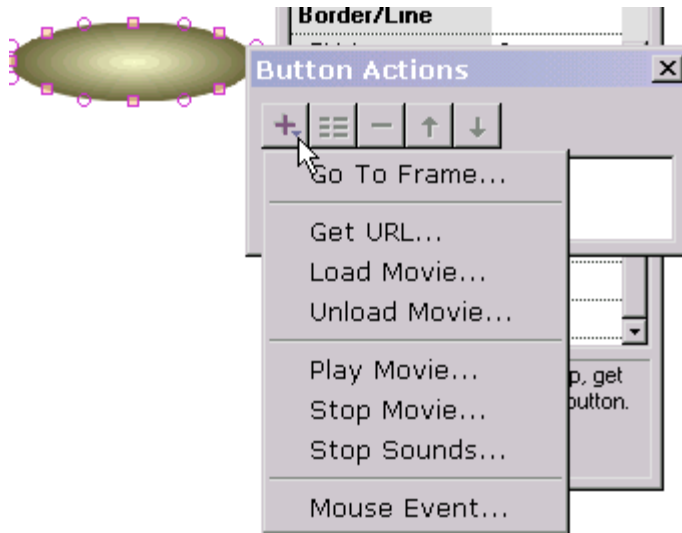 Border/Line
Button Actions
Go To Frame...
Get URL...
Load Movie...
Unload Movie...
Play Movie...
Stop Movie...
Stop Sounds...
Mouse Event...
p, get
button.